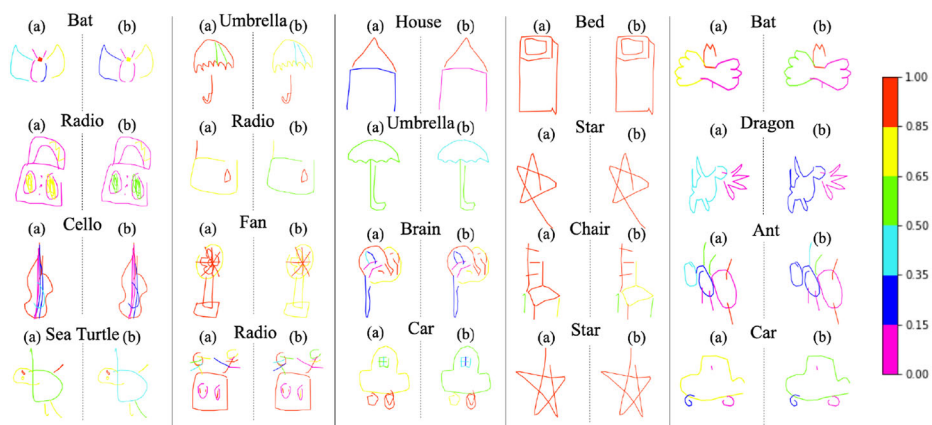 Bat Umbrella House Bed Bat
(a) (b) (a) (b) (a) (b) (a) (b) (a) (b)
Radio Radio Umbrella Star Dragon
(a) (b) (a) (b) (a) (b) (a) (b) (a) (b)
Cello Fan Brain Chair Ant
(a) (b) (a) (b) (a) (b) (a) (b) (a) (b)
Sea Turtle Radio Car Star Car
(a) (b) (a) (b) (a) (b) (a) (b) (a) (b)
1.00
0.85
0.65
0.50
0.35
0.15
0.00